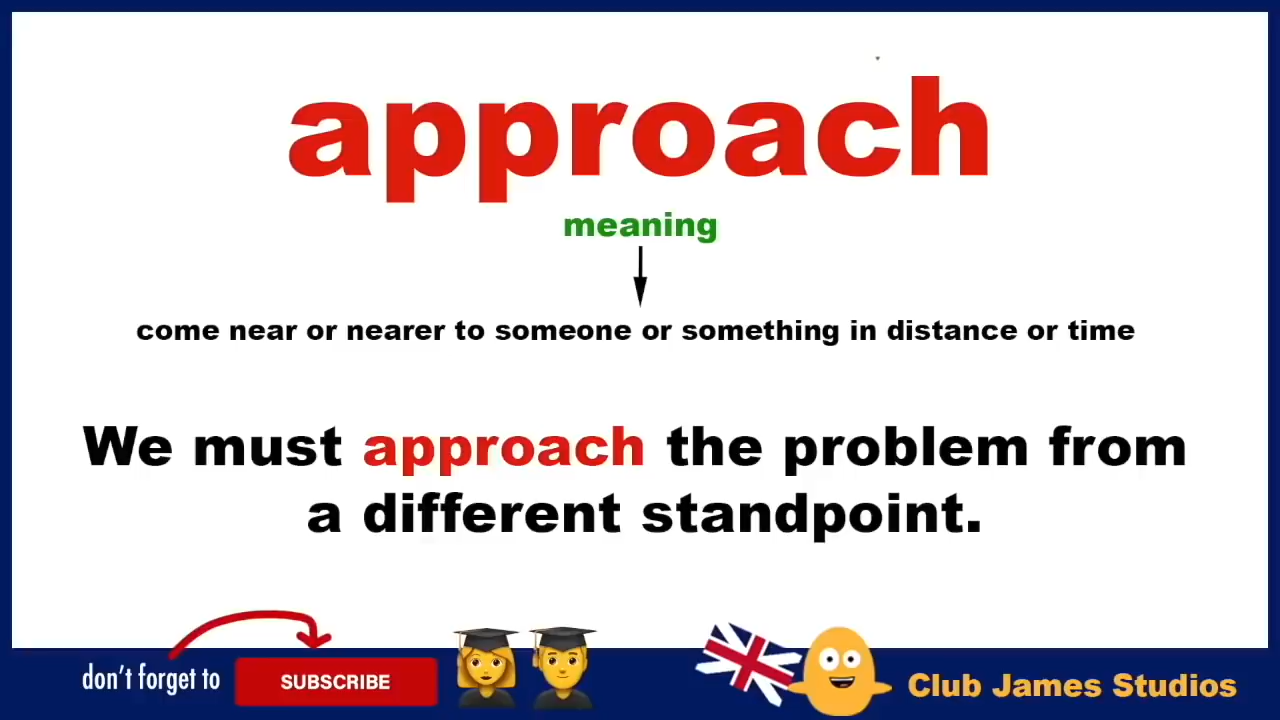 approach
meaning
come near or nearer to someone or something in distance or time
We must approach the problem from
a different standpoint.
don't forget to
SUBSCRIBE
Club James Studios